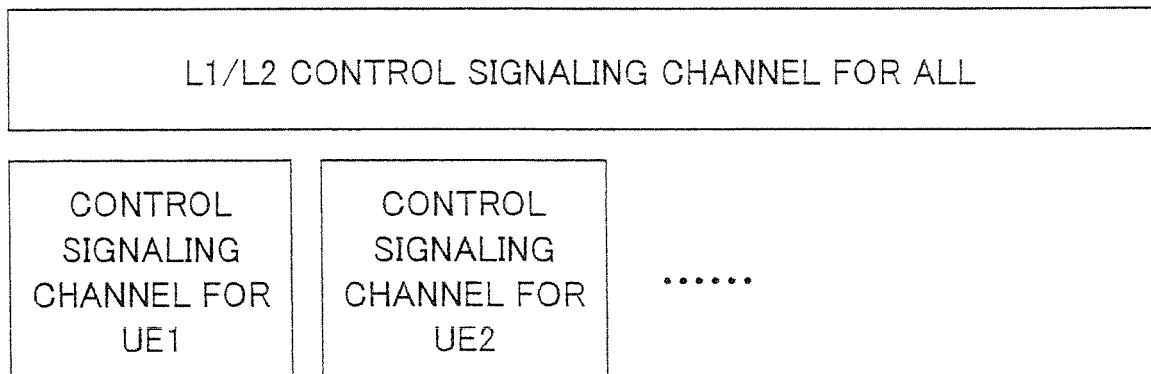 L1/L2 CONTROL SIGNALING CHANNEL FOR ALL
CONTROL
SIGNALING
CHANNEL FOR
UE1
CONTROL
SIGNALING
CHANNEL FOR
UE2
......